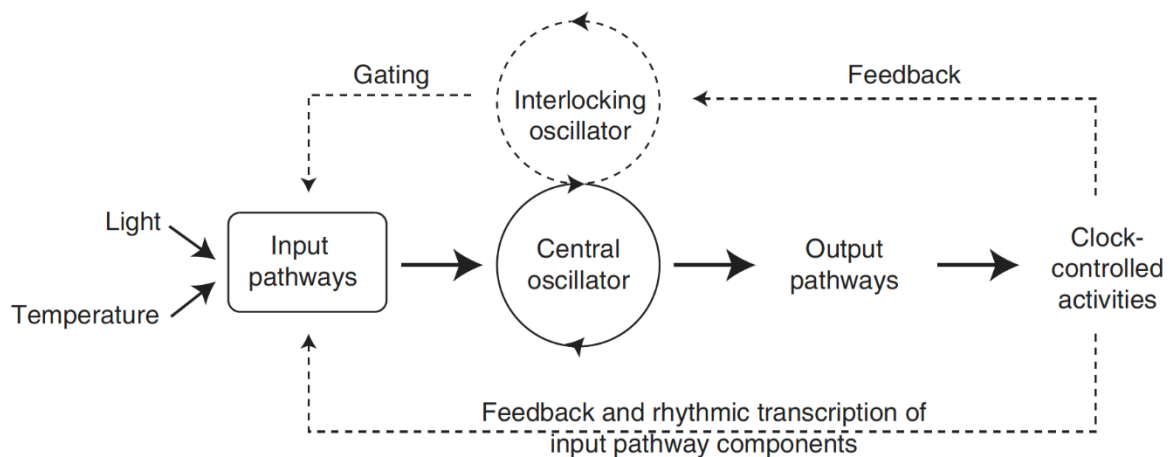 Gating
Interlocking
oscillator
Feedback
Light
Temperature
Input
pathways
Central
oscillator
Output
pathways
Clock-
controlled
activities
Feedback and rhythmic transcription of
input pathway components